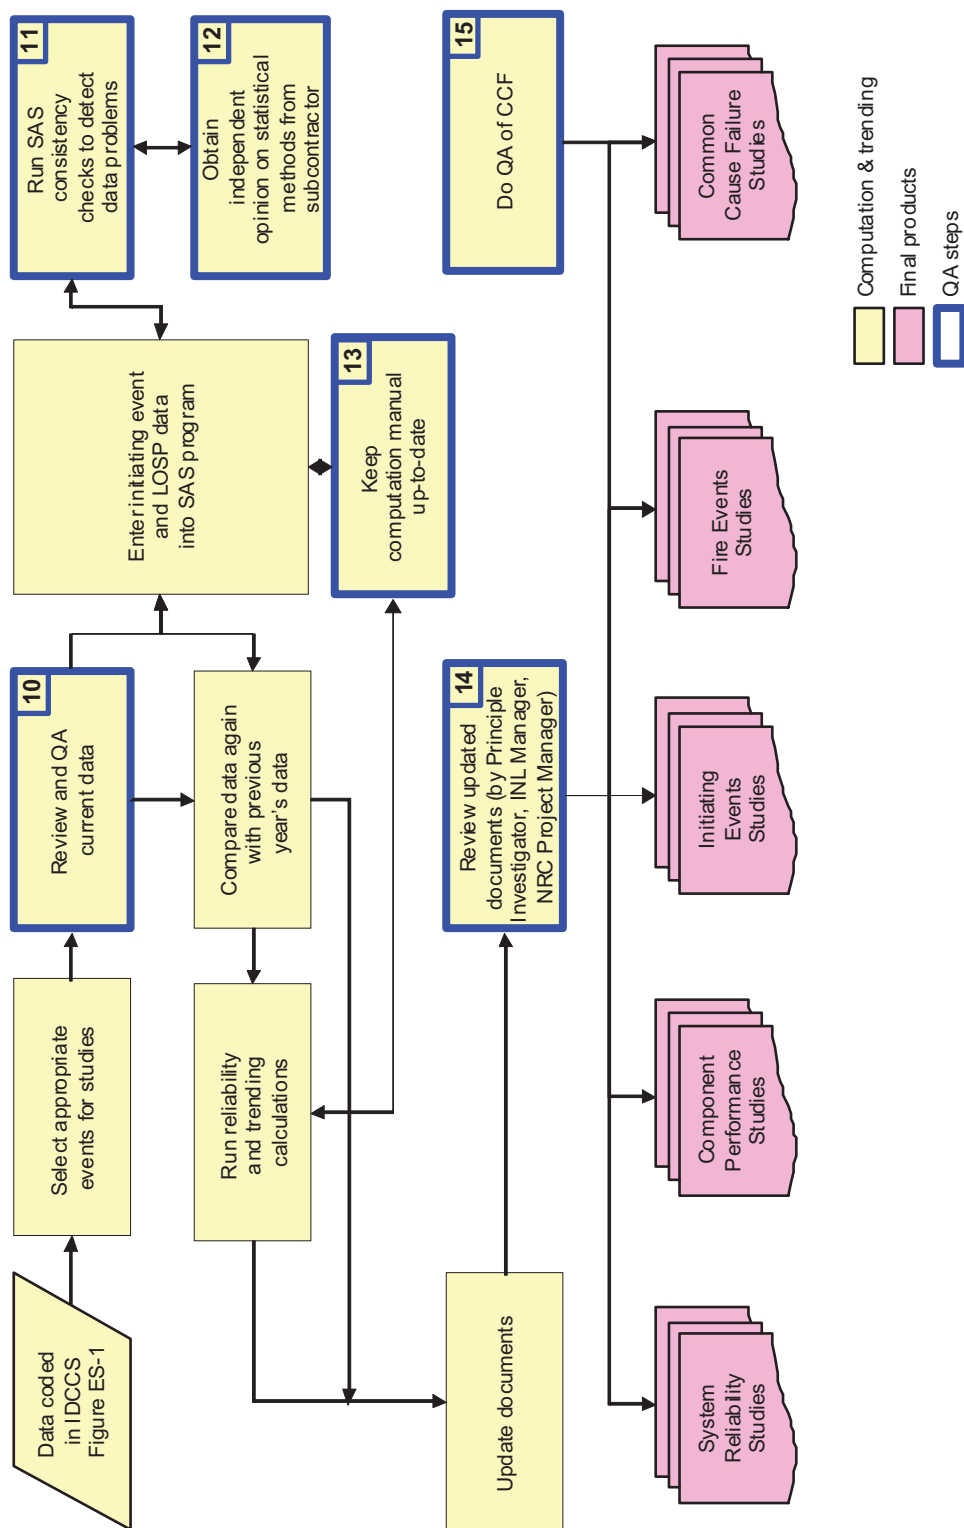 Data coded
in IDCCS
Figure ES-1
Select appropriate
events for studies
10
Review and QA
current data
Enter initiating event
and LOSP data
into SAS program
11
Run SAS
consistency
checks to detect
data problems
12
Obtain
independent
opinion on statistical
methods from
subcontractor
13
Keep
computation manual
up-to-date
Compare data again
with previous
year's data
Run reliability
and trending
calculations
Update documents
14
Review updated
documents (by Principle
Investigator, INL Manager,
NRC Project Manager)
15
Do QA of CCF
System
Reliability
Studies
Component
Performance
Studies
Initiating
Events
Studies
Fire Events
Studies
Common
Cause Failure
Studies
Computation & trending
Final products
QA steps